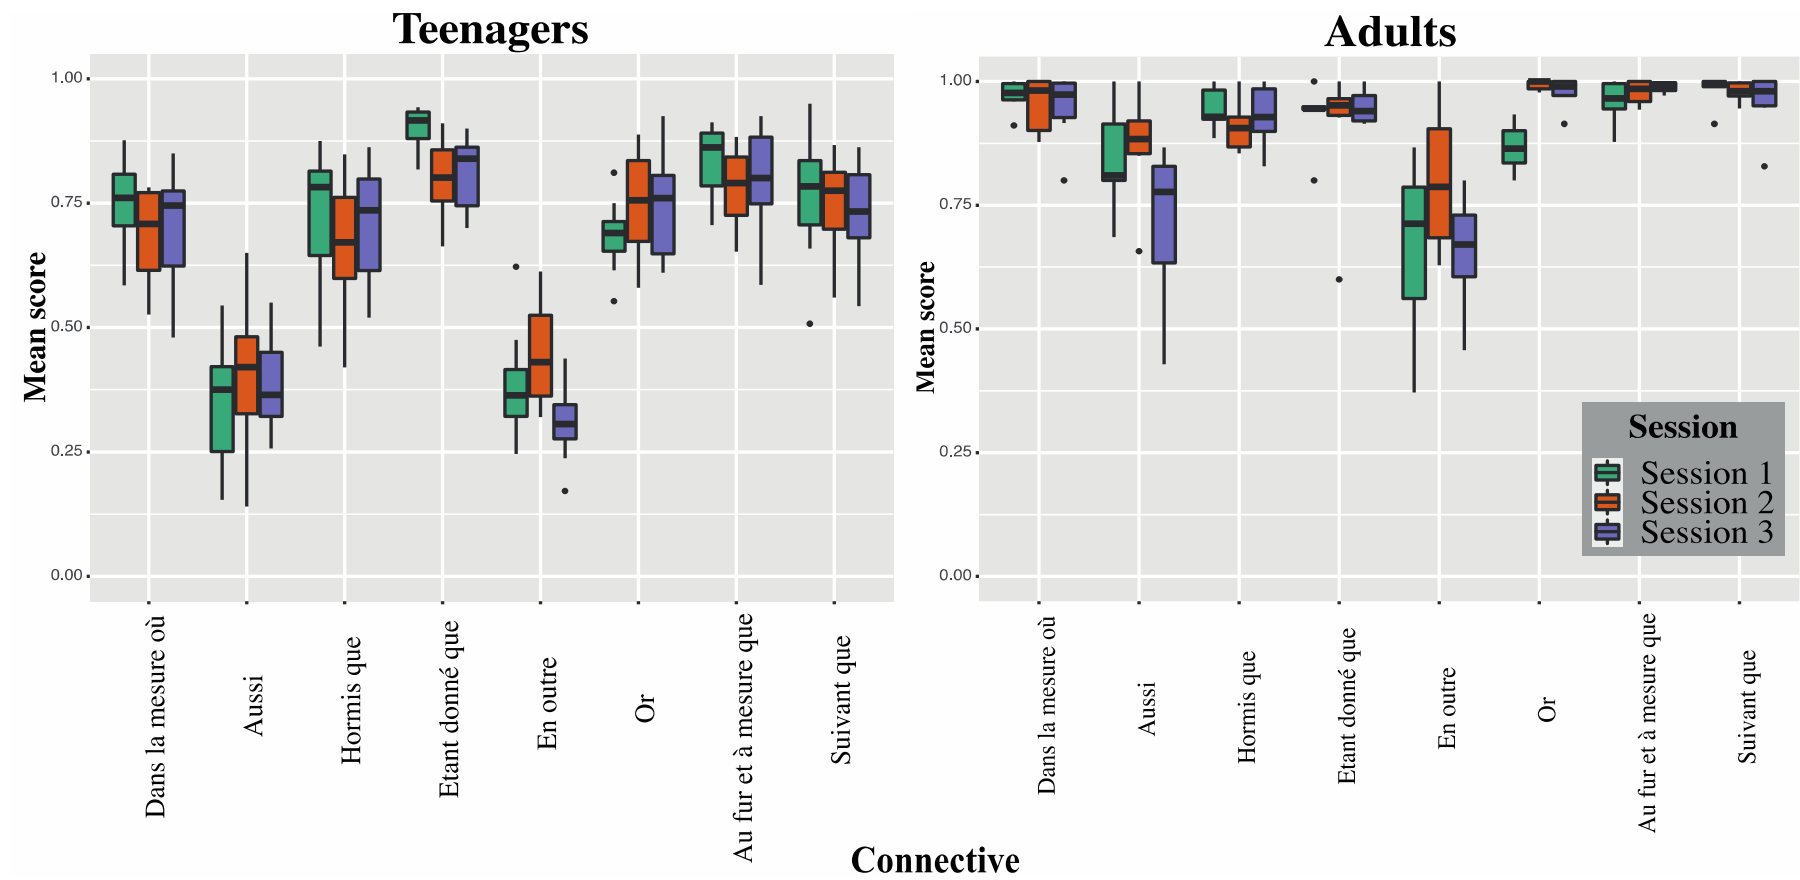 Teenagers
Mean score
1.00
0.75
0.50
0.25
0.00
Dans la mesure où
Aussi
Hormis que
Etant donné que
En outre
Or
Au fur et à mesure que
Suivant que
Adults
Mean score
1.00
0.75
0.50
0.25
0.00
Session
Session 1
Session 2
Session 3
Dans la mesure où
Aussi
Hormis que
Etant donné que
En outre
Or
Au fur et à mesure que
Suivant que
Connective